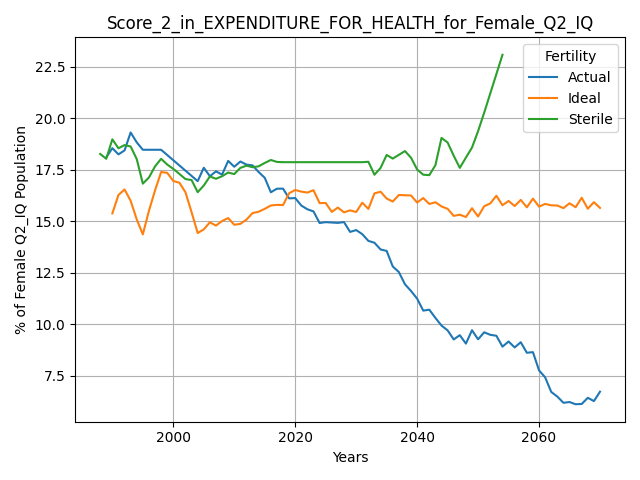 Score_2_in_EXPENDITURE_FOR_HEALTH_for_Female_Q2_IQ
% of Female Q2_IQ Population
22.5
20.0
17.5
15.0
12.5
10.0
7.5
Fertility
Actual
Ideal
Sterile
2000
2020
2040
2060
Years